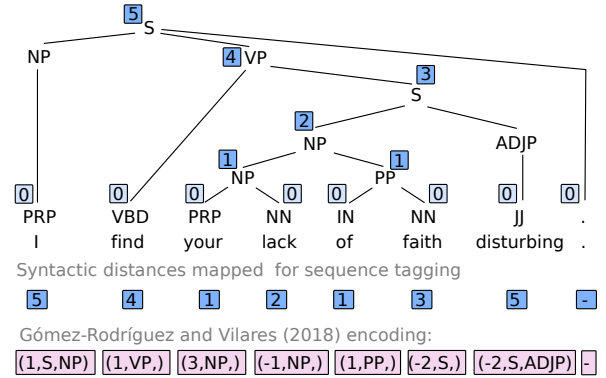 5
S
NP
4 VP
3
S
2
NP
ADJP
1
NP
1
PP
0 0 0 0 0 0 0 0
PRP VBD PRP NN IN NN JJ .
I find your lack of faith disturbing .
Syntactic distances mapped for sequence tagging
5 4 1 2 1 3 5 -
Gómez-Rodríguez and Vilares (2018) encoding:
(1,S,NP) (1,VP,) (3,NP,) (-1,NP,) (1,PP,) (-2,S,) (-2,S,ADJP) -